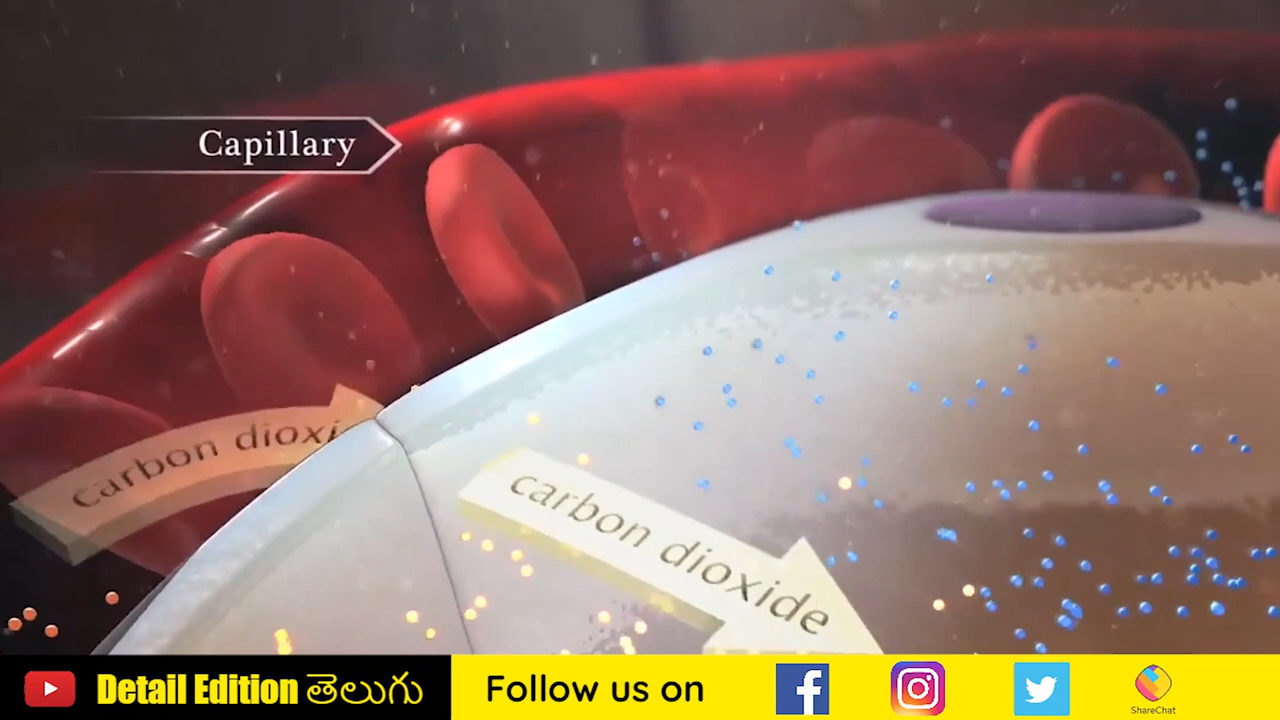 Capillary
carbon dioxi
carbon dioxide
Detail Edition తెలుగు
Follow us on
ShareChat